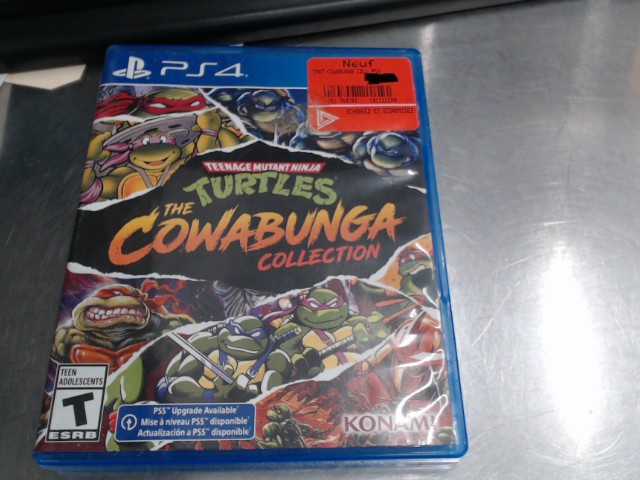 PS4
Neuf
TEENAGE MUTANT NINJA
TURTLES
THE
COWABUNGA
COLLECTION
TEEN
ADOLESCENTS
T
ESRB
PS5™ Upgrade Available*
Mise à niveau PS5™ disponible*
Actualización a PS5™ disponible*
KONAMI